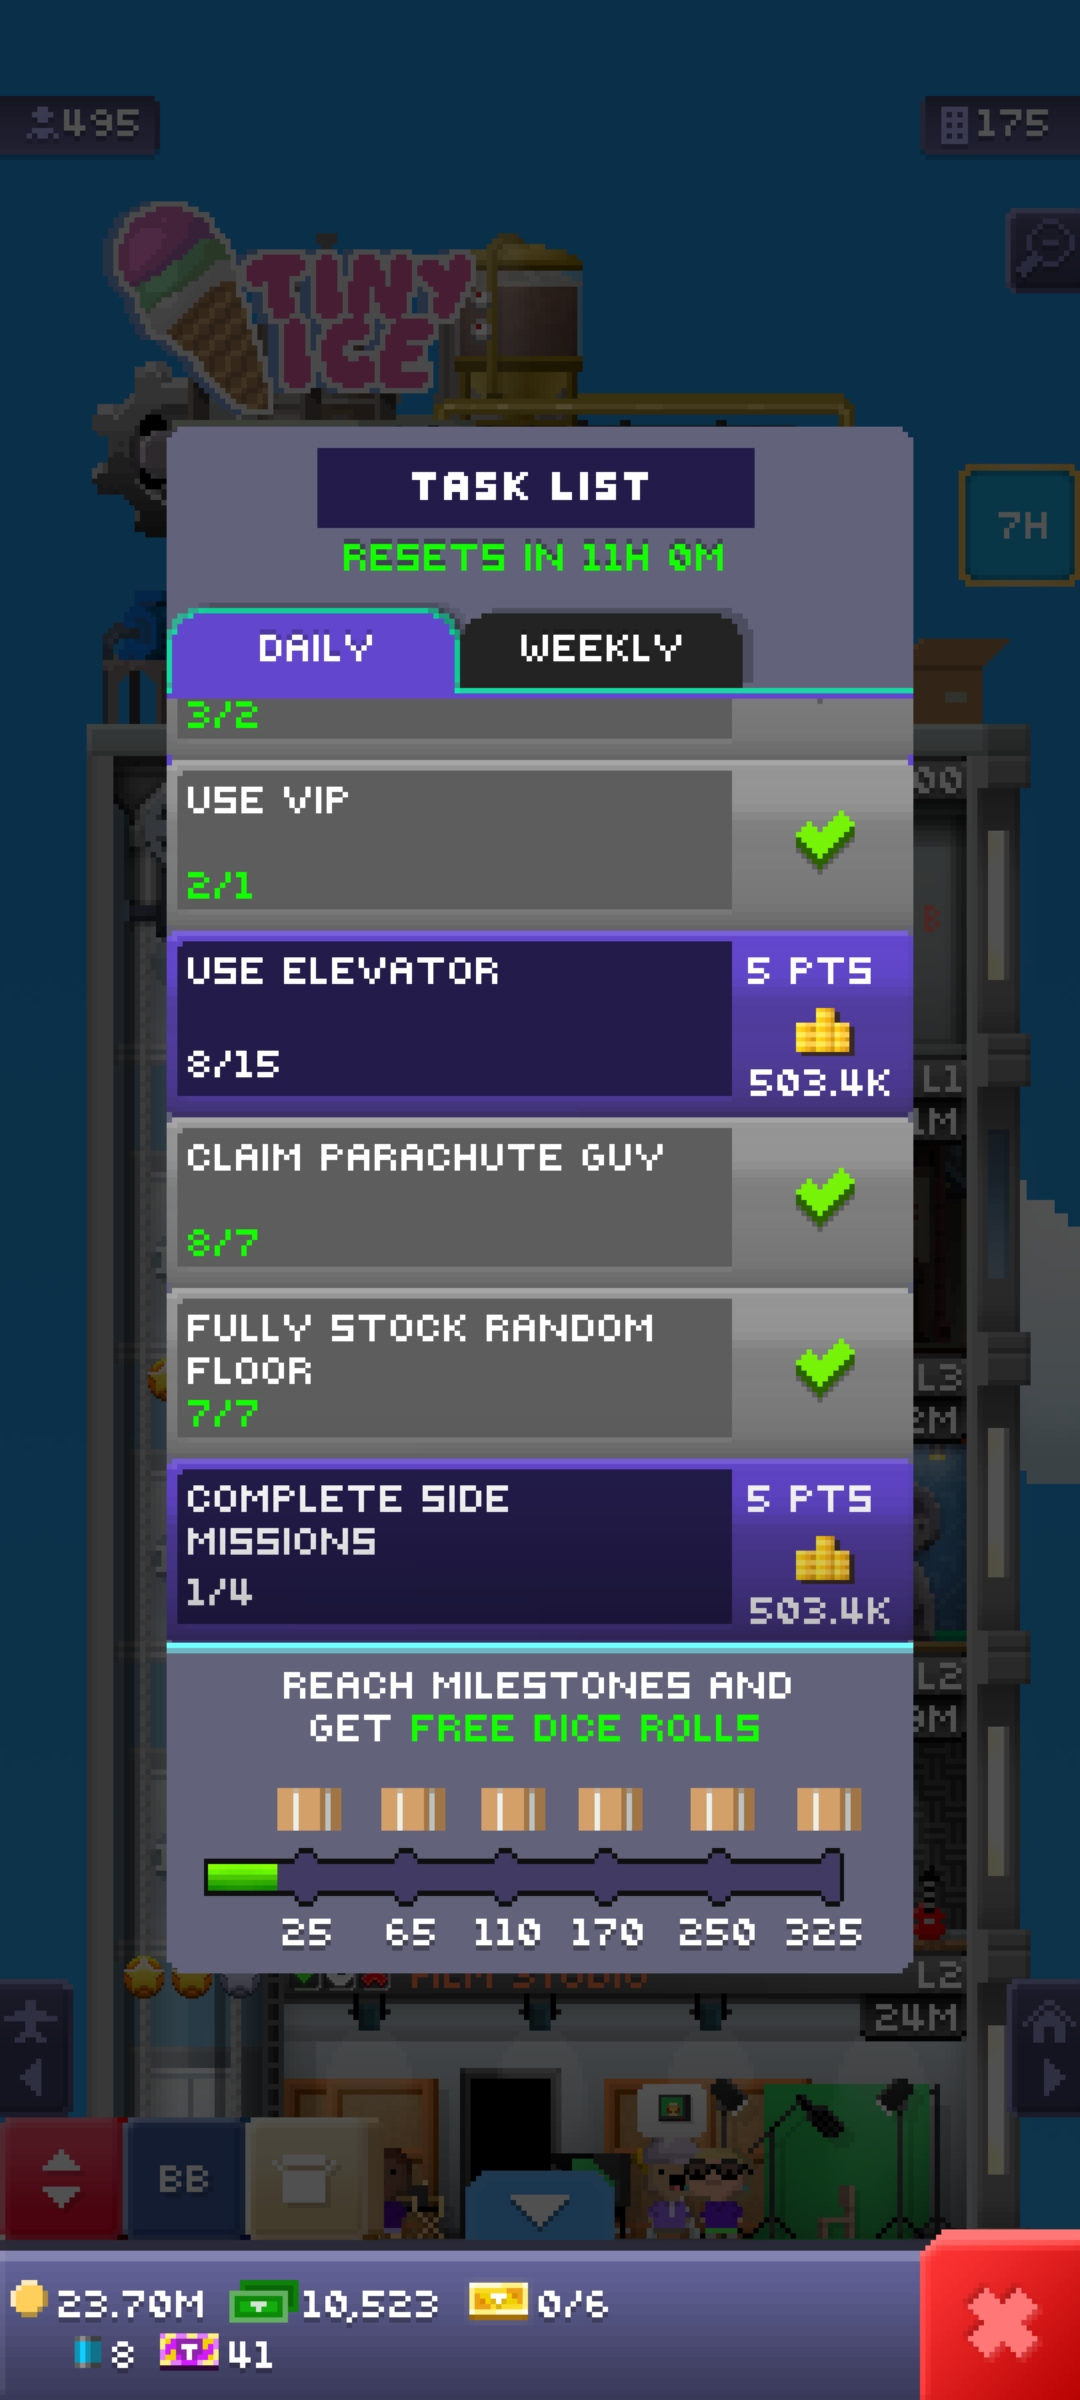 495
175
TINY
ICE
TASK LIST
7H
RESETS IN 11H 0M
DAILY
WEEKLY
3/2
00
USE VIP
2/1
B
USE ELEVATOR
5 PTS
8/15
503.4K
L1
1M
CLAIM PARACHUTE GUY
8/7
FULLY STOCK RANDOM
FLOOR
7/7
L3
2M
COMPLETE SIDE
MISSIONS
5 PTS
1/4
503.4K
REACH MILESTONES AND
GET FREE DICE ROLLS
L2
9M
25 65 110 170 250 325
FILM STUDIO
L2
24M
BB
23.70M
10,523
0/6
8
T 41